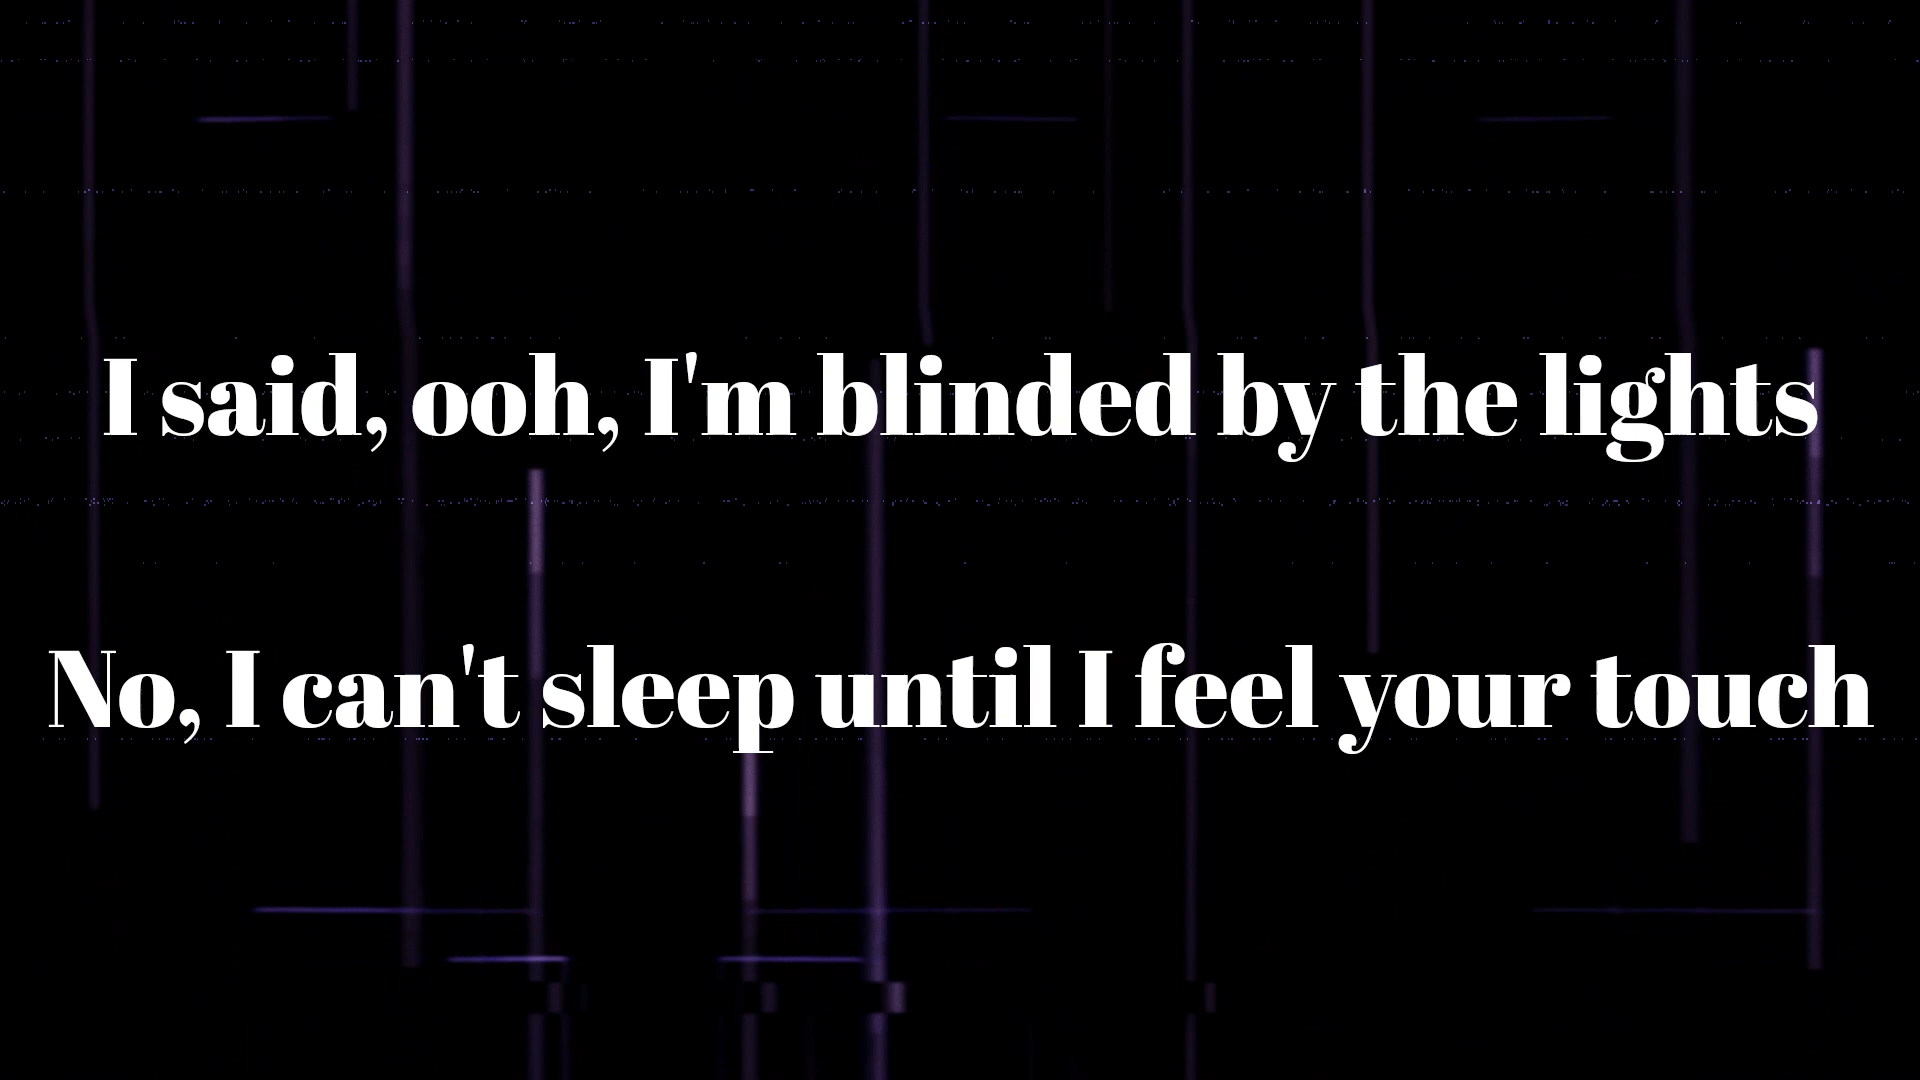 I said, ooh, I'm blinded by the lights
No, I can't sleep until I feel your touch